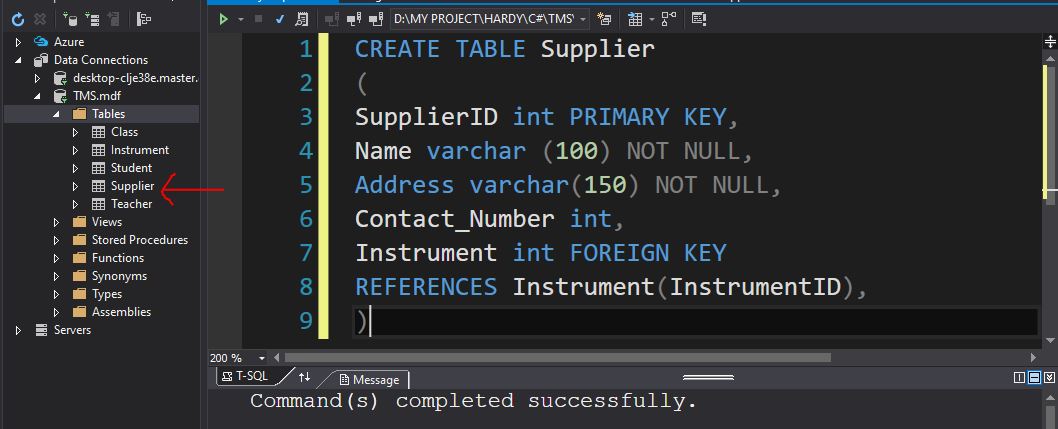 D:\MY PROJECT\HARDY\C#\TMS\
Azure
Data Connections
desktop-clje38e.master.
TMS.mdf
Tables
Class
Instrument
Student
Supplier
Teacher
Views
Stored Procedures
Functions
Synonyms
Types
Assemblies
Servers
1 CREATE TABLE Supplier
2 (
3 SupplierID int PRIMARY KEY,
4 Name varchar (100) NOT NULL,
5 Address varchar(150) NOT NULL,
6 Contact_Number int,
7 Instrument int FOREIGN KEY
8 REFERENCES Instrument(InstrumentID),
9 )
200 %
T-SQL
Message
Command(s) completed successfully.